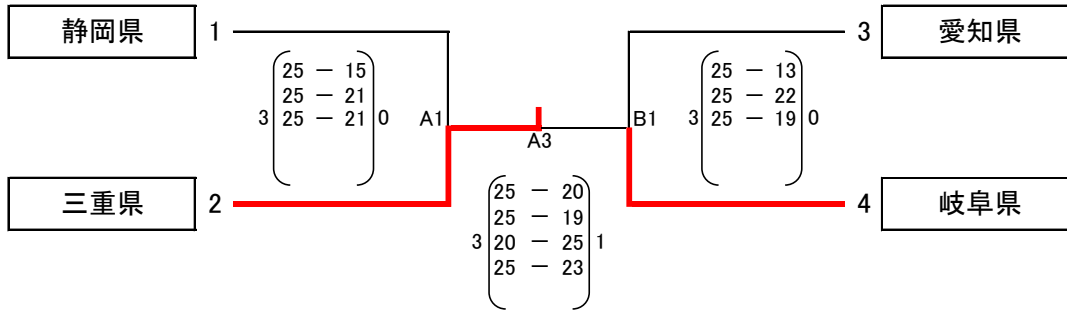 静岡県 1
3 愛知県
25 － 15
25 － 21
3 25 － 21 0
A1
25 － 13
25 － 22
3 25 － 19 0
B1
A3
三重県 2
4 岐阜県
25 － 20
25 － 19
3 20 － 25 1
25 － 23